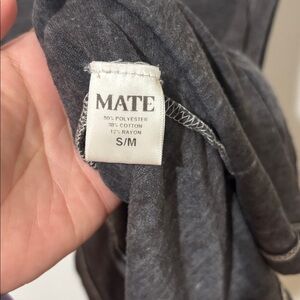 MATE
50% POLYESTER
38% COTTON
12% RAYON
S/M